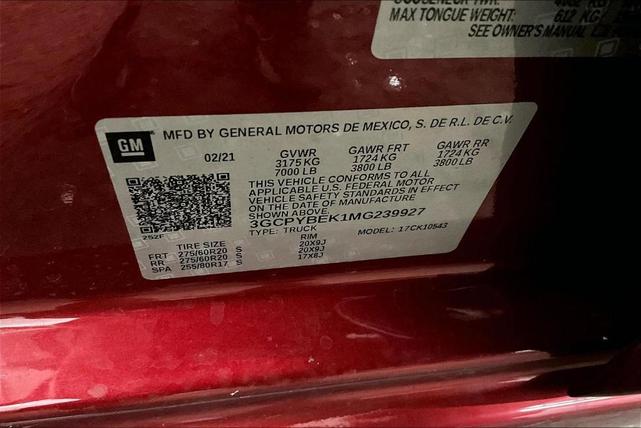 MAX TONGUE WEIGHT: 612 KG
SEE OWNER'S MANUAL
GM
MFD BY GENERAL MOTORS DE MEXICO, S. DE R.L. DE C.V.
02/21 GVWR GAWR FRT GAWR RR
3175 KG 1724 KG 1724 KG
7000 LB 3800 LB 3800 LB
THIS VEHICLE CONFORMS TO ALL
APPLICABLE U.S. FEDERAL MOTOR
VEHICLE SAFETY STANDARDS IN EFFECT
ON THE DATE OF MANUFACTURE
SHOWN ABOVE.
3GCPYBEK1MG239927
TYPE: TRUCK MODEL: 17CK10543
252F
TIRE SIZE RIM
FRT 275/60R20 S 20X9J
RR 275/60R20 S 20X9J
SPA 255/80R17 S 17X8J